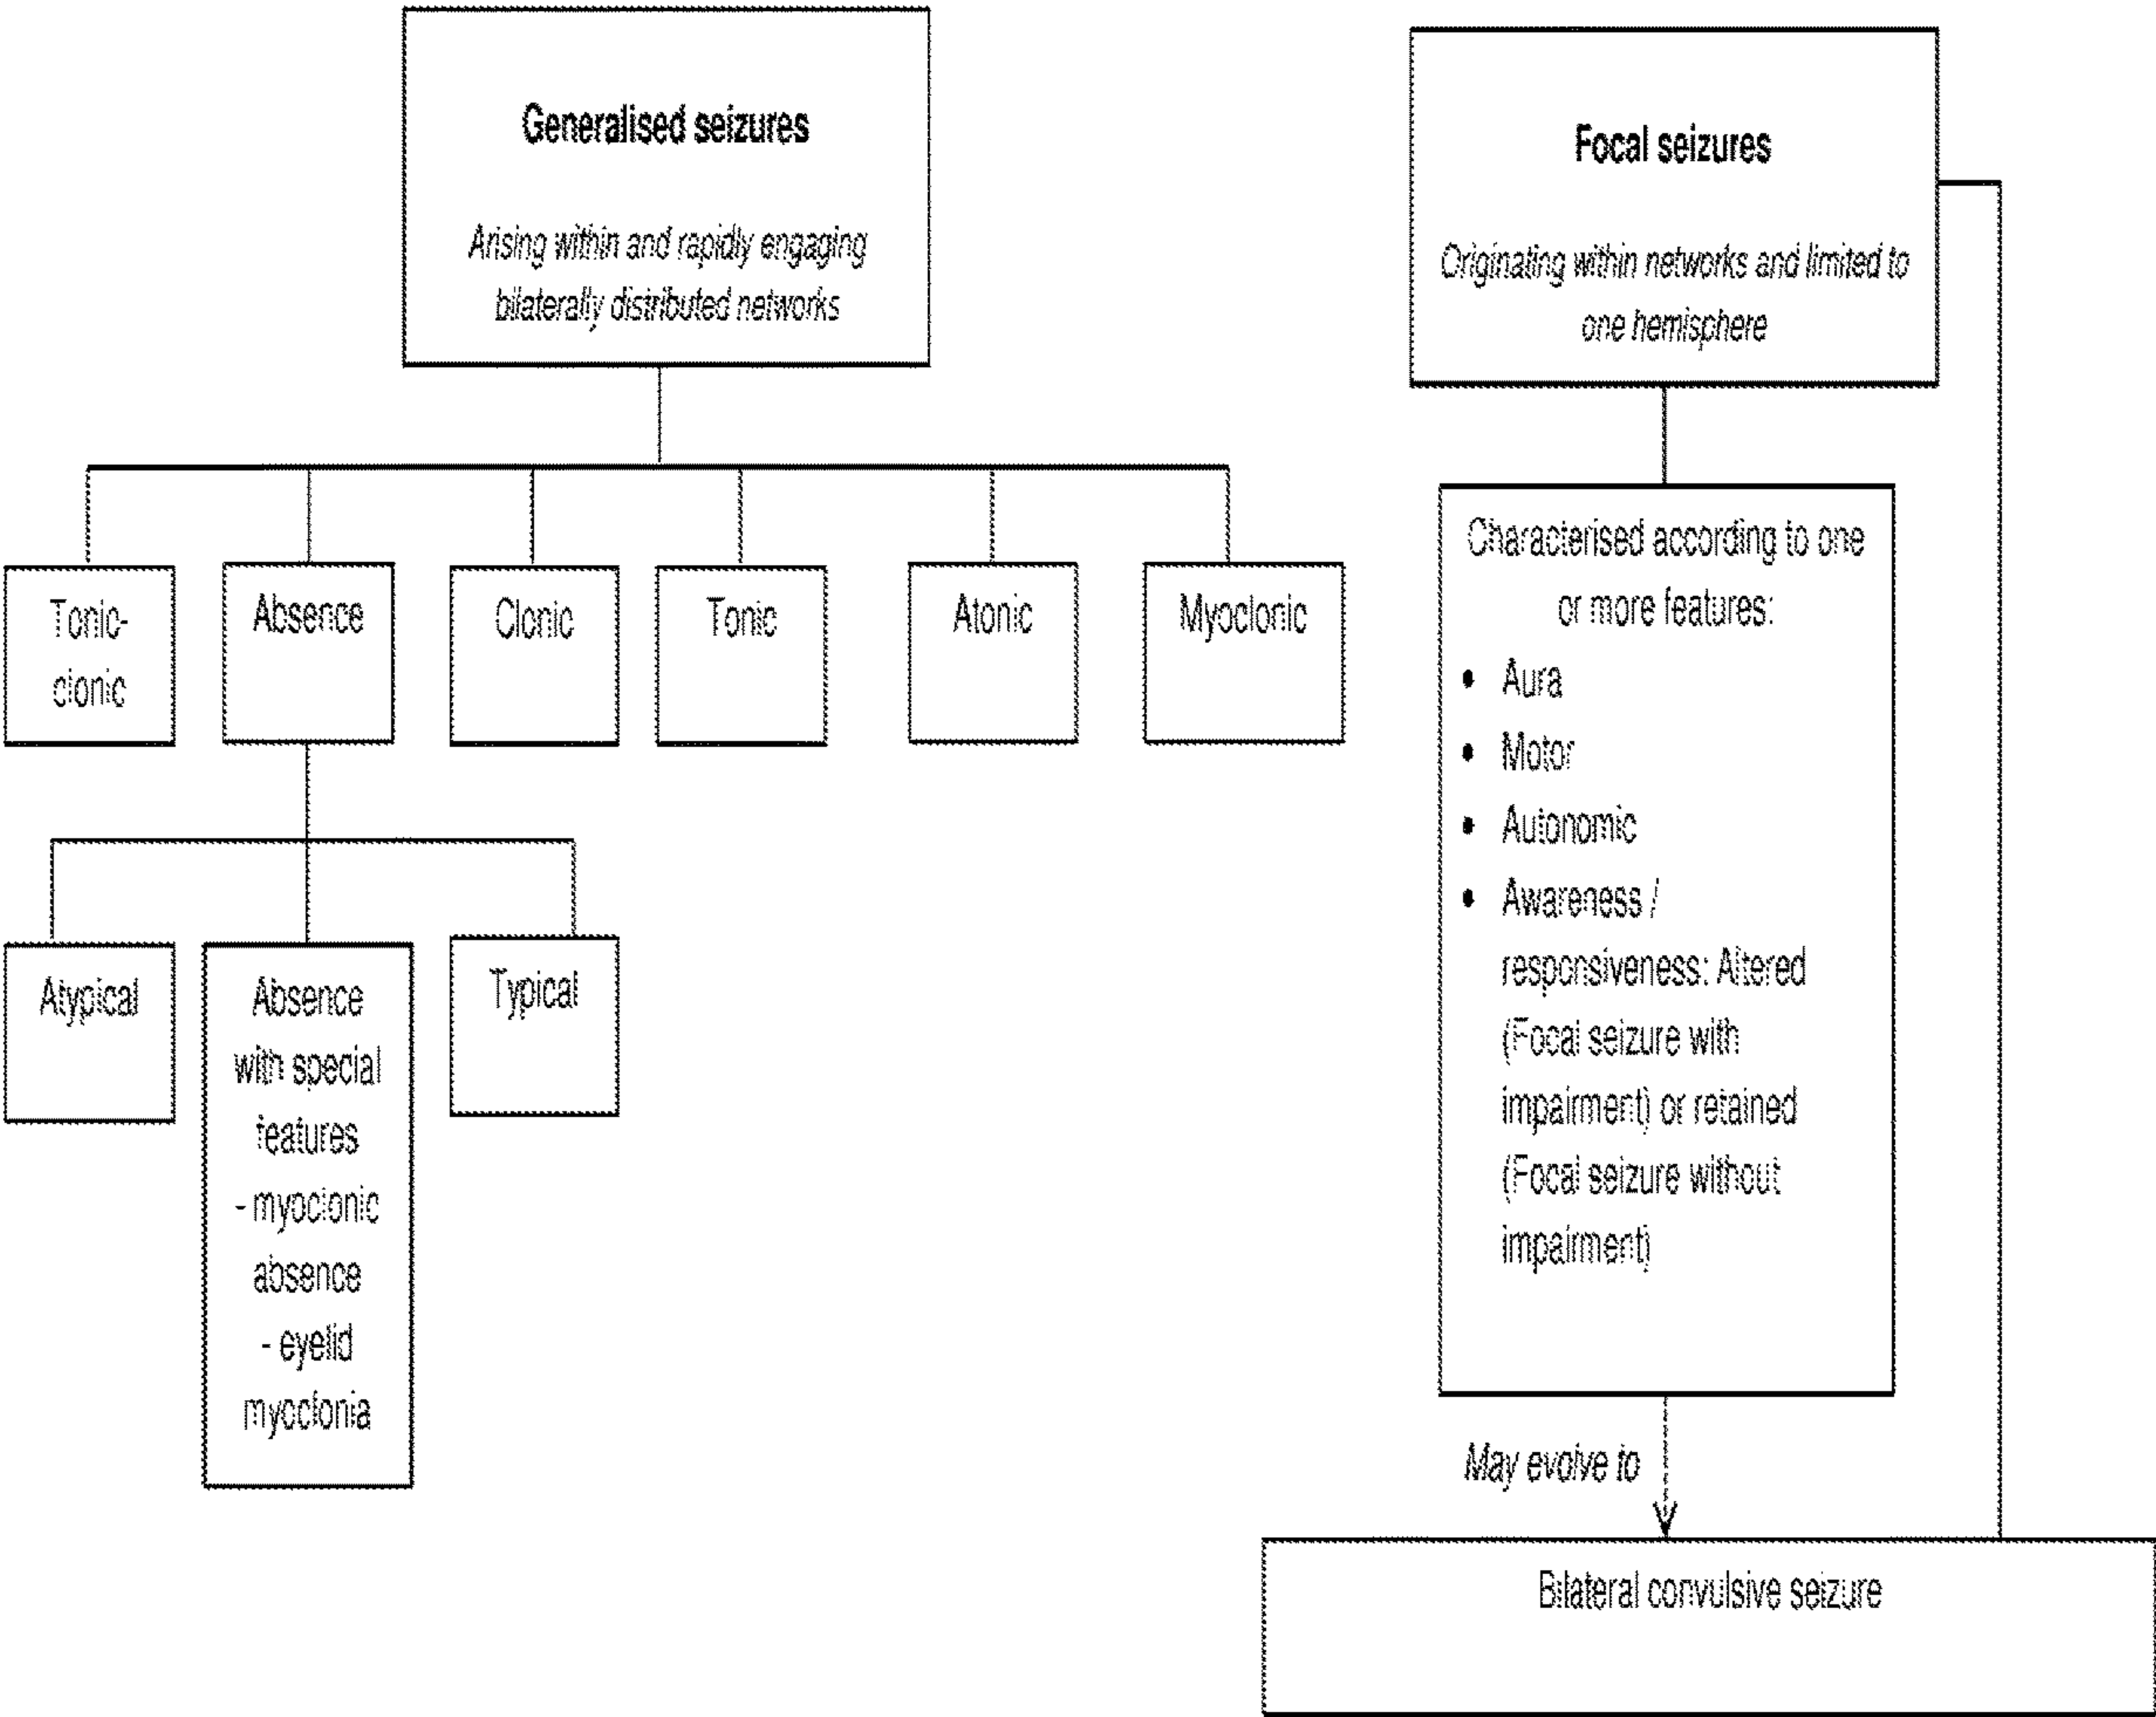 Generalised seizures
Arising within and rapidly engaging
bilaterally distributed networks
Tonic-
clonic
Absence
Clonic
Tonic
Atonic
Myoclonic
Atypical
Absence
with special
features
- myoclonic
absence
- eyelid
myoclonia
Typical
Focal seizures
Originating within networks and limited to
one hemisphere
Characterised according to one
or more features:
• Aura
• Motor
• Autonomic
• Awareness /
responsiveness: Altered
(Focal seizure with
impairment) or retained
(Focal seizure without
impairment)
May evolve to
Bilateral convulsive seizure